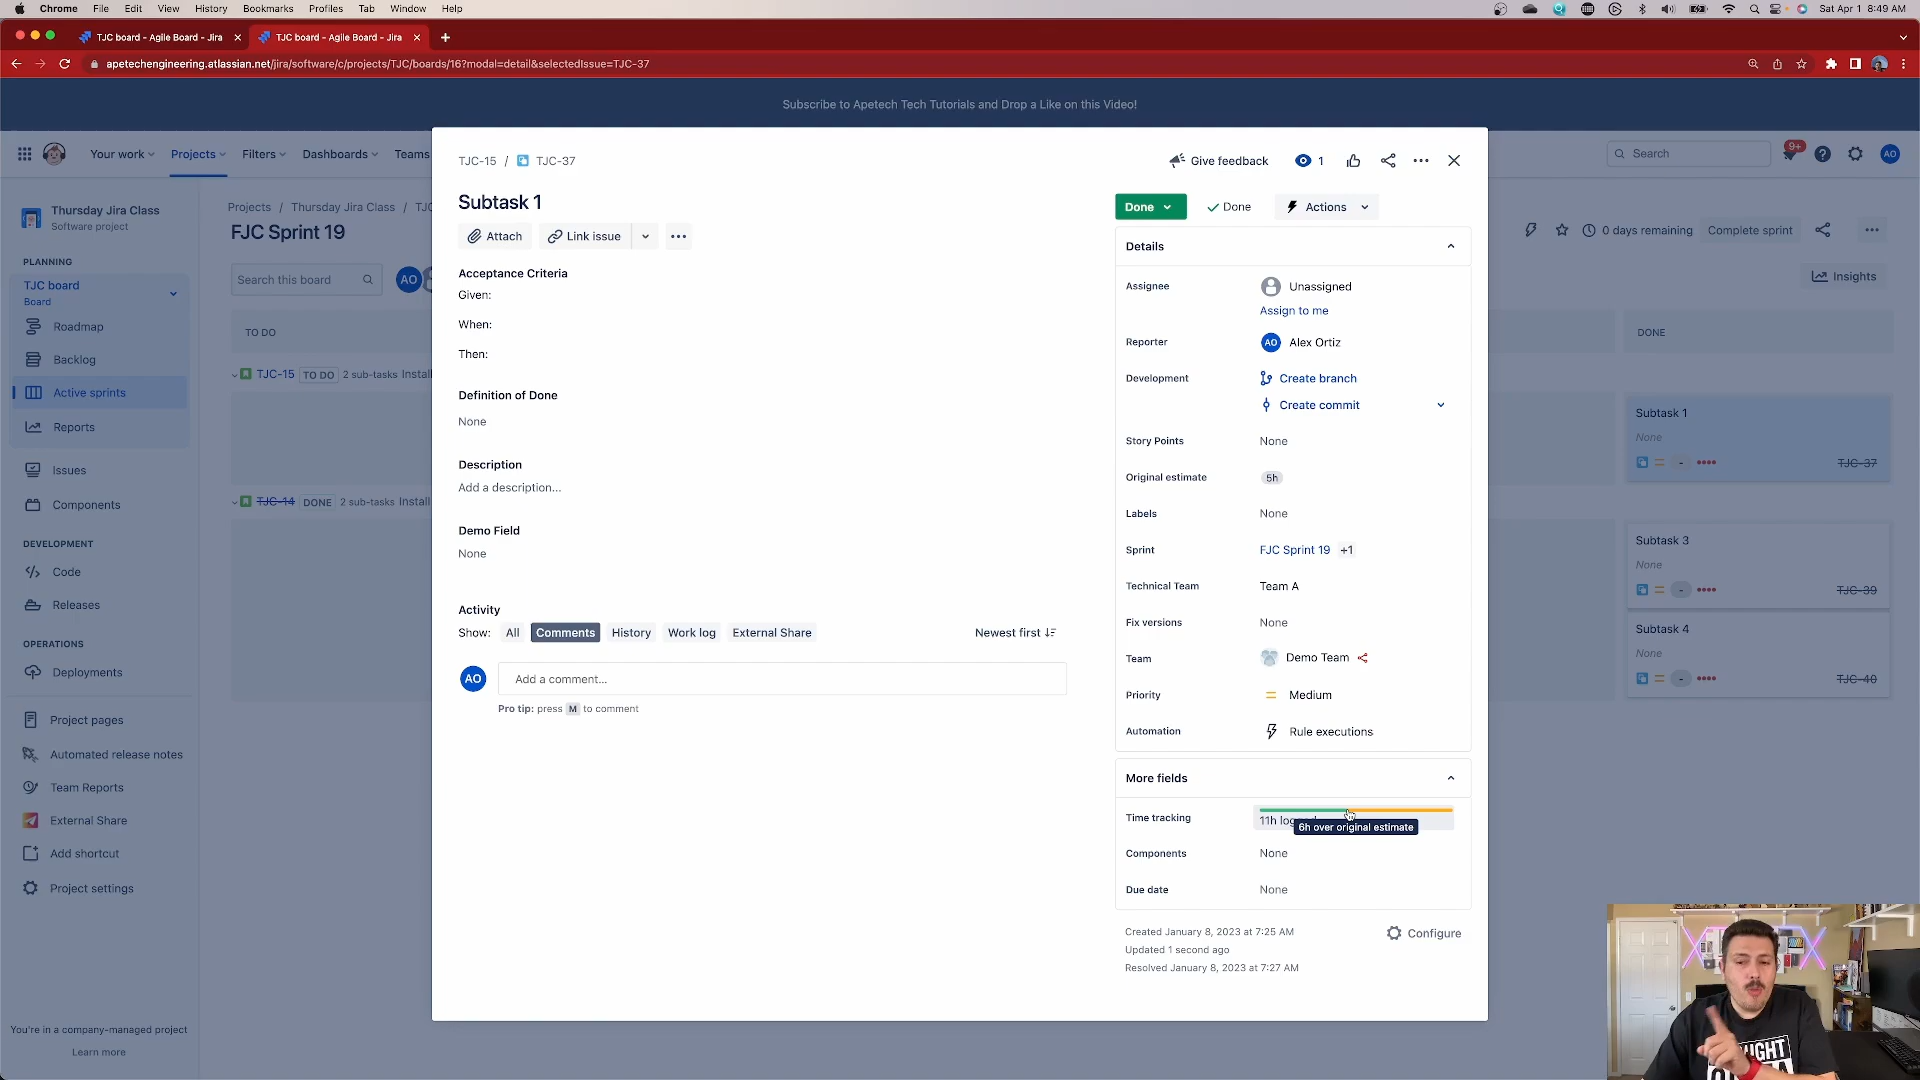 Chrome File Edit View History Bookmarks Profiles Tab Window Help
Sat Apr 1 8:49 AM
TJC board - Agile Board - Jira
TJC board - Agile Board - Jira
apetechengineering.atlassian.net/jira/software/c/projects/TJC/boards/16?modal=detail&selectedIssue=TJC-37
Subscribe to Apetech Tech Tutorials and Drop a Like on this Video!
Your work Projects Filters Dashboards Teams
Search
9+
AO
Thursday Jira Class
Software project
PLANNING
TJC board
Board
Roadmap
Backlog
Active sprints
Reports
Issues
Components
DEVELOPMENT
Code
Releases
OPERATIONS
Deployments
Project pages
Automated release notes
Team Reports
External Share
Add shortcut
Project settings
You're in a company-managed project
Learn more
Projects / Thursday Jira Class /
FJC Sprint 19
Search this board
AO
0 days remaining
Complete sprint
Insights
TO DO
TJC-15 TO DO 2 sub-tasks
TJC-14 DONE 2 sub-tasks
DONE
Subtask 1
None
-
TJC-37
Subtask 3
None
-
TJC-39
Subtask 4
None
-
TJC-40
TJC-15 / TJC-37
Give feedback
1
Subtask 1
Attach
Link issue
Acceptance Criteria
Given:
When:
Then:
Definition of Done
None
Description
Add a description...
Demo Field
None
Activity
Show: All Comments History Work log External Share
Newest first
AO
Add a comment...
Pro tip: press M to comment
Done
Done
Actions
Details
Assignee Unassigned
Assign to me
Reporter AO Alex Ortiz
Development Create branch
Create commit
Story Points None
Original estimate 5h
Labels None
Sprint FJC Sprint 19 +1
Technical Team Team A
Fix versions None
Team Demo Team
Priority Medium
Automation Rule executions
More fields
Time tracking 11h
6h over original estimate
Components None
Due date None
Created January 8, 2023 at 7:25 AM
Updated 1 second ago
Resolved January 8, 2023 at 7:27 AM
Configure